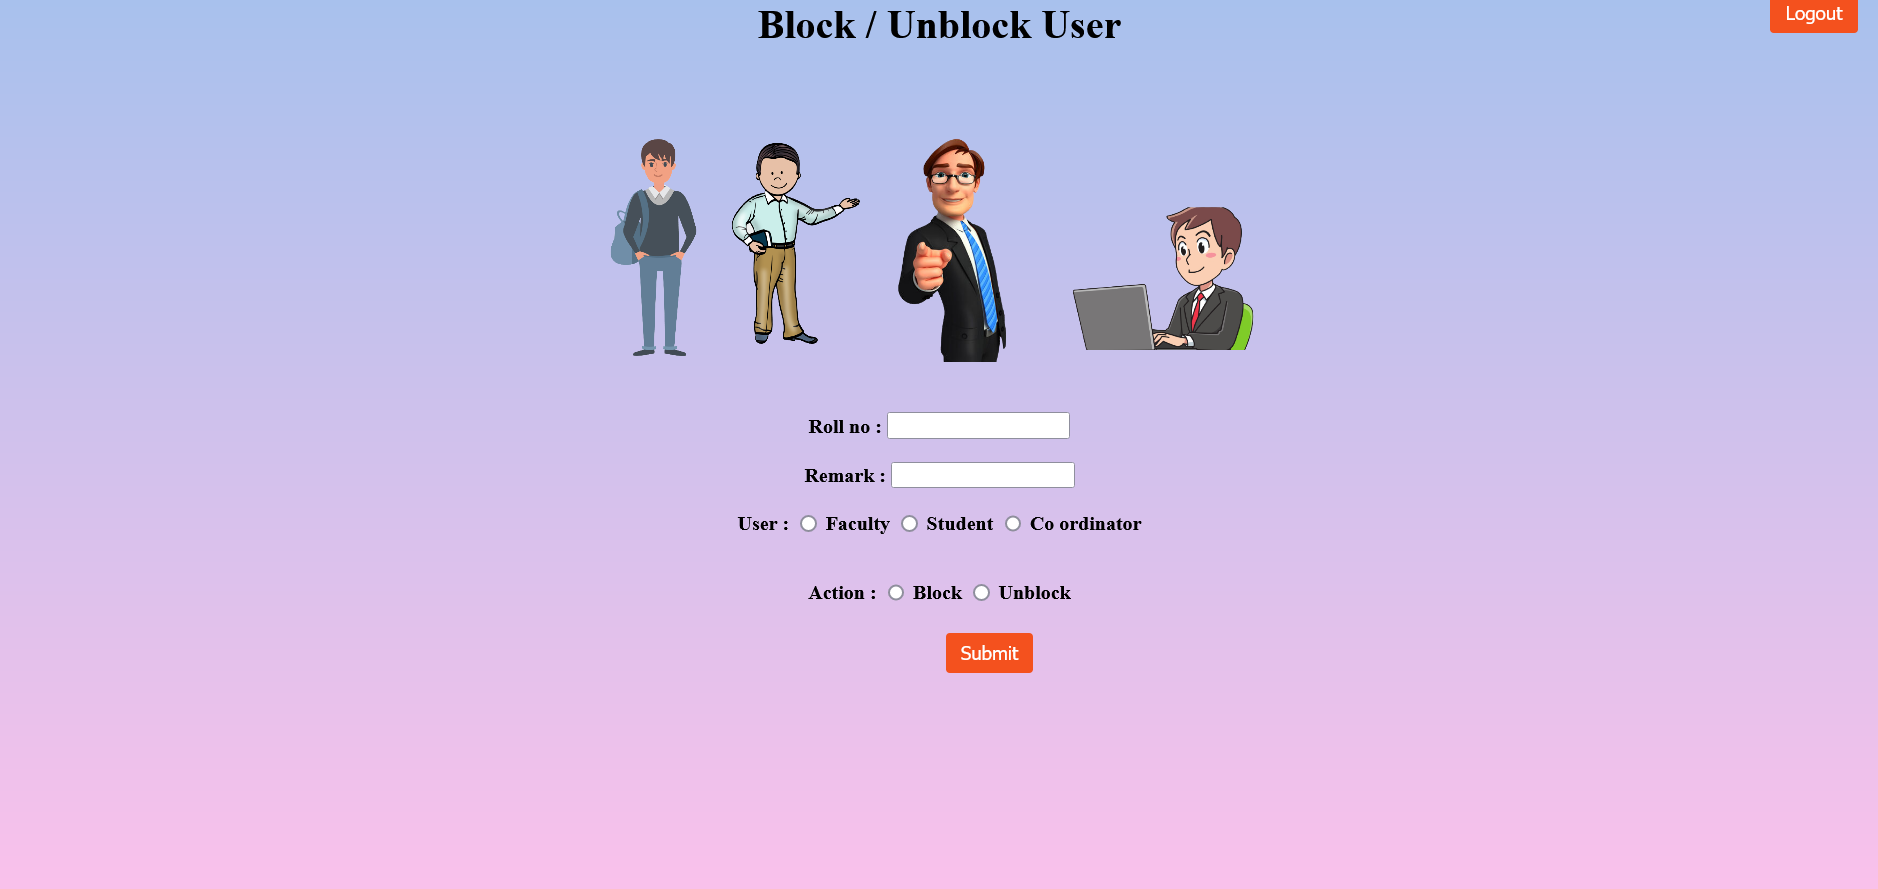 Block / Unblock User
Logout
Roll no :
Remark :
User : Faculty Student Co ordinator
Action : Block Unblock
Submit